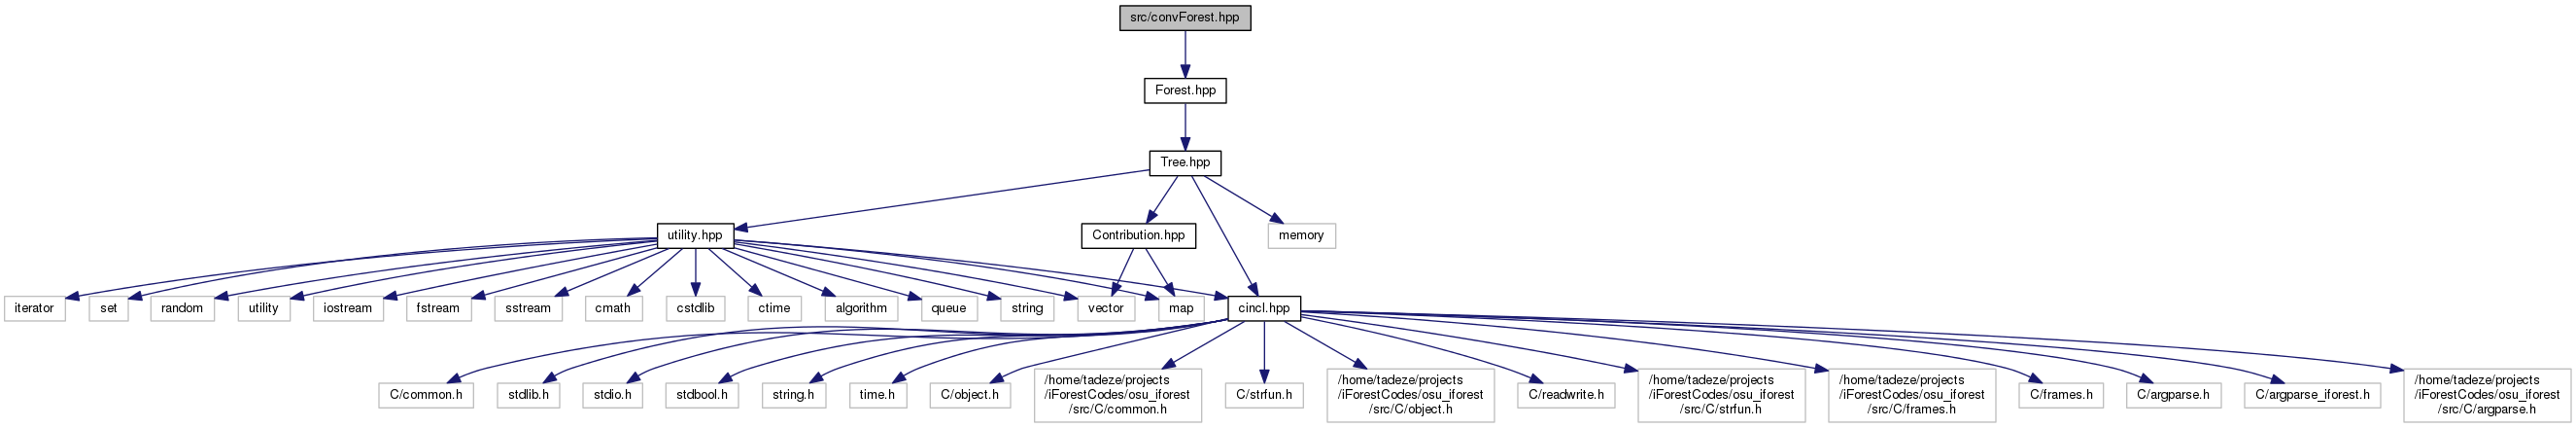 src/convForest.hpp
Forest.hpp
Tree.hpp
utility.hpp
Contribution.hpp
memory
iterator
set
random
utility
iostream
fstream
sstream
cmath
cstdlib
ctime
algorithm
queue
string
vector
map
cincl.hpp
C/common.h
stdlib.h
stdio.h
stdbool.h
string.h
time.h
C/object.h
/home/tadeze/projects
/iForestCodes/osu_iforest
/src/C/common.h
C/strfun.h
/home/tadeze/projects
/iForestCodes/osu_iforest
/src/C/object.h
C/readwrite.h
/home/tadeze/projects
/iForestCodes/osu_iforest
/src/C/strfun.h
/home/tadeze/projects
/iForestCodes/osu_iforest
/src/C/frames.h
C/frames.h
C/argparse.h
C/argparse_iforest.h
/home/tadeze/projects
/iForestCodes/osu_iforest
/src/C/argparse.h